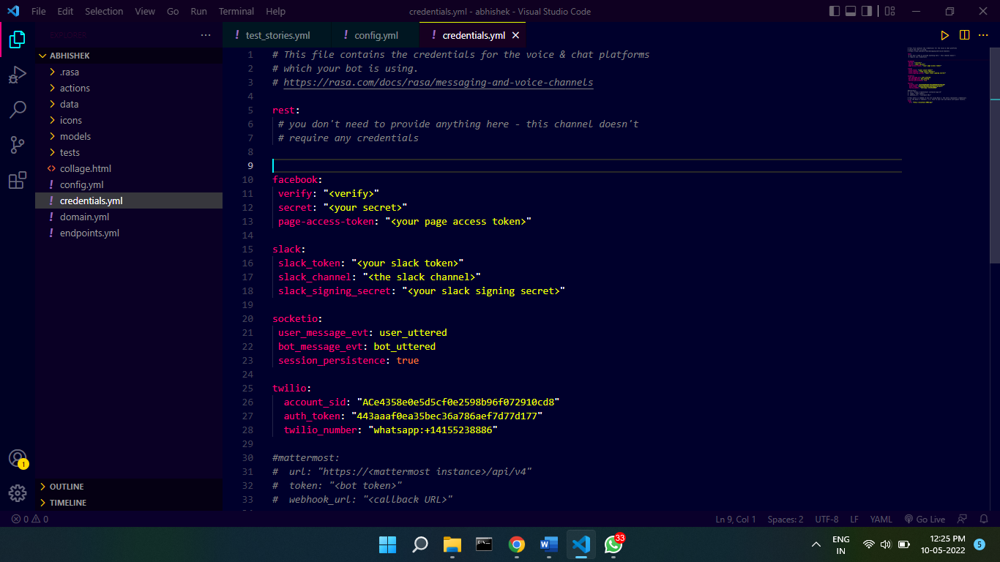 File Edit Selection View Go Run Terminal Help
credentials.yml - abhishek - Visual Studio Code
EXPLORER
test_stories.yml
config.yml
credentials.yml
ABHISHEK
.rasa
actions
data
icons
models
tests
collage.html
config.yml
credentials.yml
domain.yml
endpoints.yml
OUTLINE
TIMELINE
1 # This file contains the credentials for the voice & chat platforms
2 # which your bot is using.
3 # https://rasa.com/docs/rasa/messaging-and-voice-channels
4
5 rest:
6 # you don't need to provide anything here - this channel doesn't
7 # require any credentials
8
9
10 facebook:
11 verify: "<verify>"
12 secret: "<your secret>"
13 page-access-token: "<your page access token>"
14
15 slack:
16 slack_token: "<your slack token>"
17 slack_channel: "<the slack channel>"
18 slack_signing_secret: "<your slack signing secret>"
19
20 socketio:
21 user_message_evt: user_uttered
22 bot_message_evt: bot_uttered
23 session_persistence: true
24
25 twilio:
26 account_sid: "ACe4358e0e5d5cf0e2598b96f072910cd8"
27 auth_token: "443aaaf0ea35bec36a786aef7d77d177"
28 twilio_number: "whatsapp:+14155238886"
29
30 #mattermost:
31 # url: "https://<mattermost instance>/api/v4"
32 # token: "<bot token>"
33 # webhook_url: "<callback URL>"
1
0 0
Ln 9, Col 1 Spaces: 2 UTF-8 LF YAML Go Live
33
ENG
IN
12:25 PM
10-05-2022
5